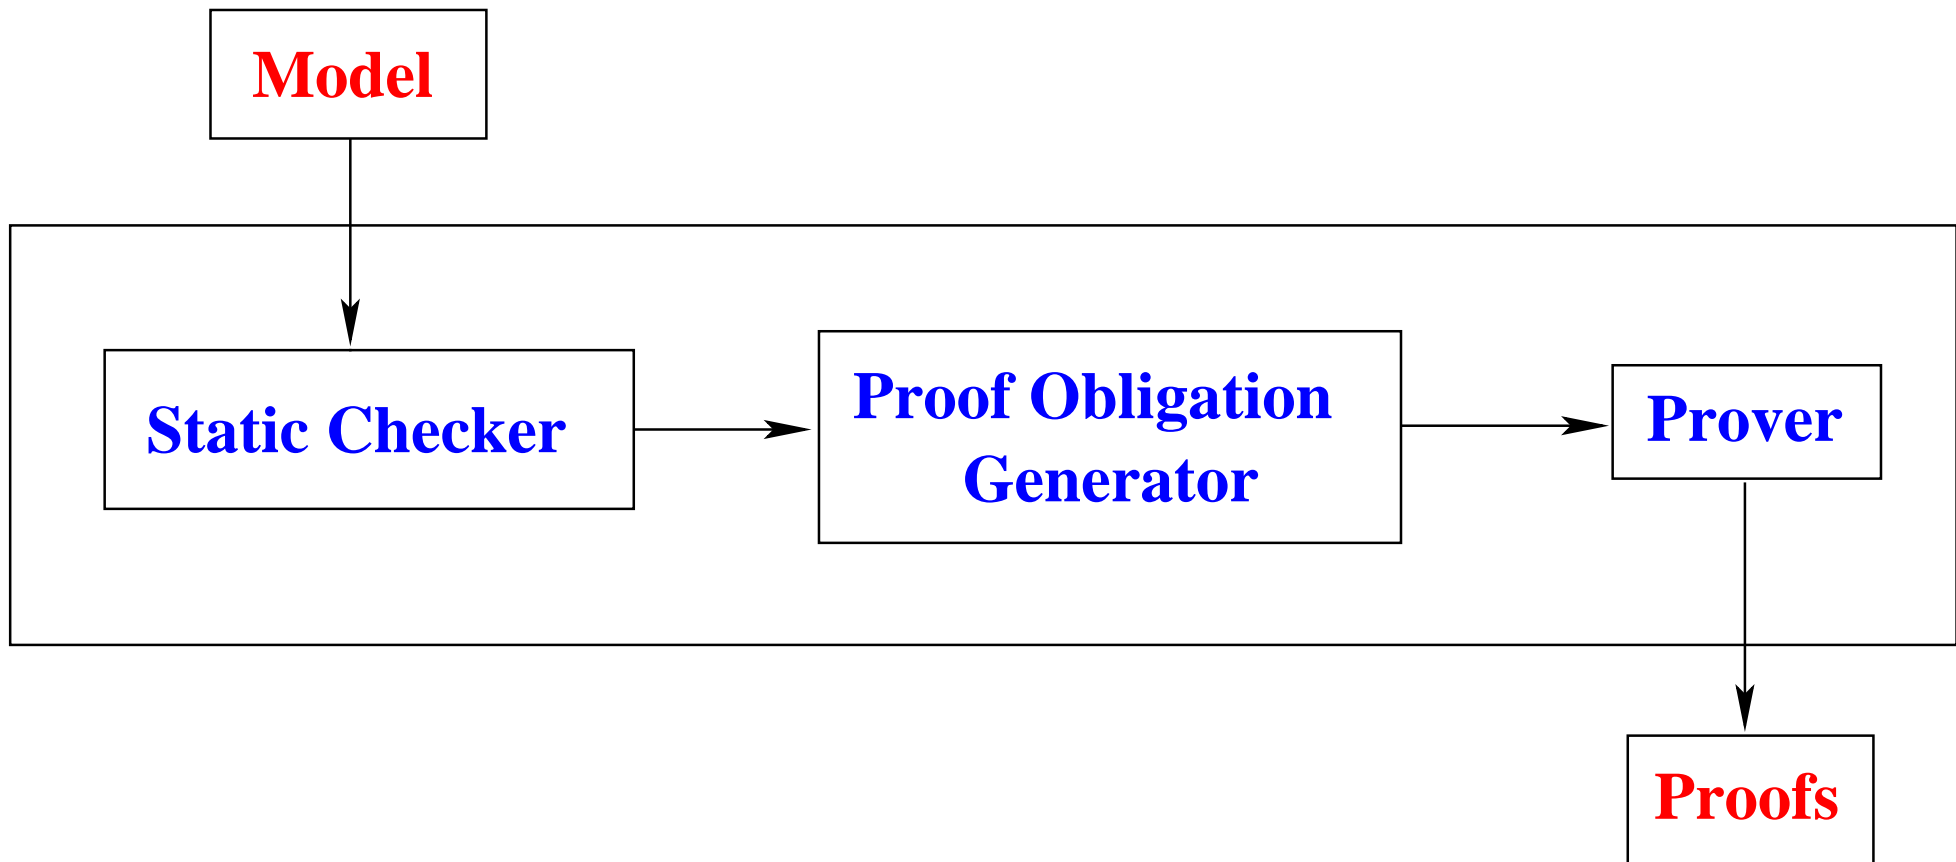 Model
Static Checker
Proof Obligation
Generator
Prover
Proofs